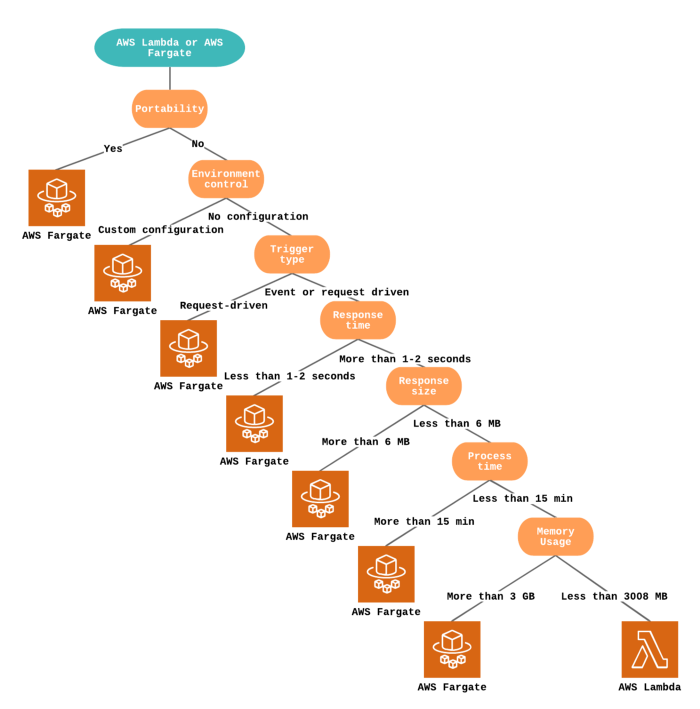 AWS Lambda or AWS
Fargate
Portability
Yes
No
Environment
control
AWS Fargate
Custom configuration
No configuration
Trigger
type
AWS Fargate
Request-driven
Event or request driven
Response
time
AWS Fargate
Less than 1-2 seconds
More than 1-2 seconds
Response
size
AWS Fargate
More than 6 MB
Less than 6 MB
Process
time
AWS Fargate
More than 15 min
Less than 15 min
Memory
Usage
AWS Fargate
More than 3 GB
Less than 3008 MB
AWS Fargate
AWS Lambda